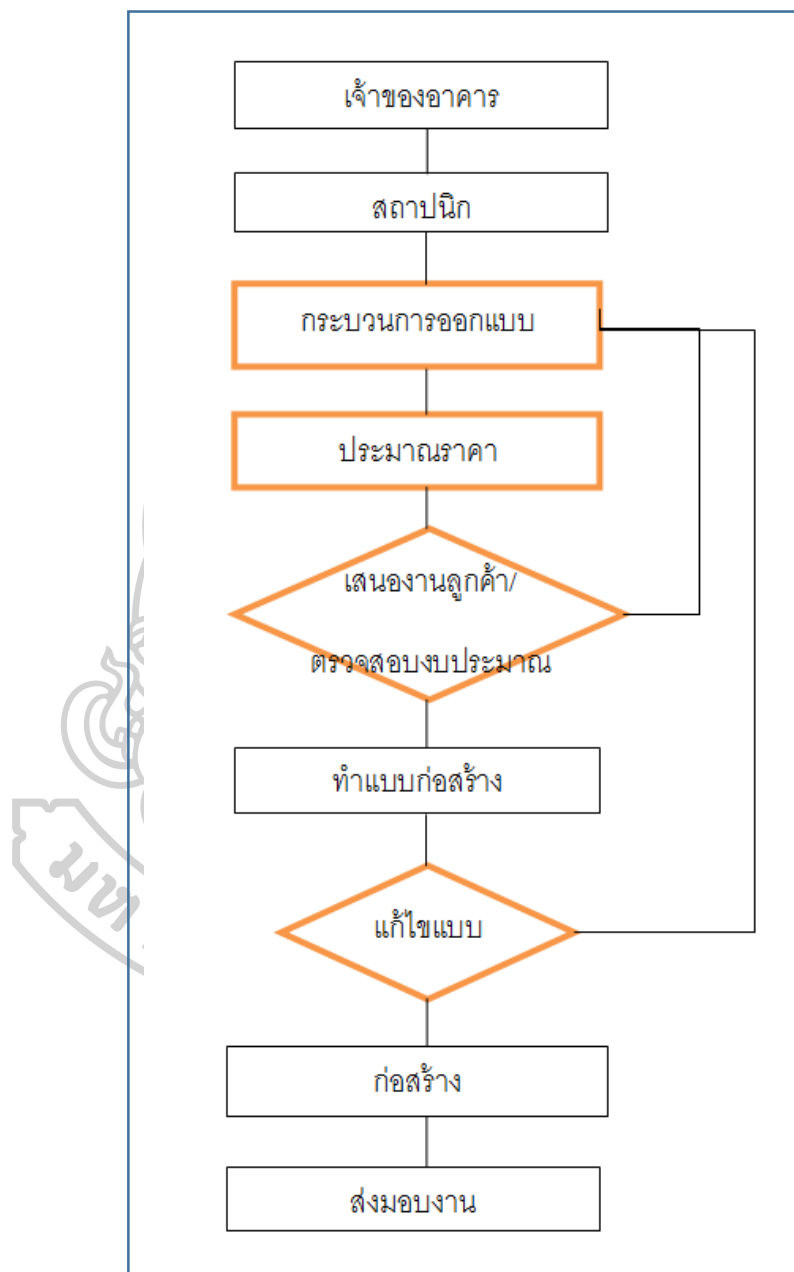 เจ้าของอาคาร
สถาปนิก
กระบวนการออกแบบ
ประมาณราคา
เสนองานลูกค้า/
ตรวจสอบงบประมาณ
ทำแบบก่อสร้าง
แก้ไขแบบ
ก่อสร้าง
ส่งมอบงาน